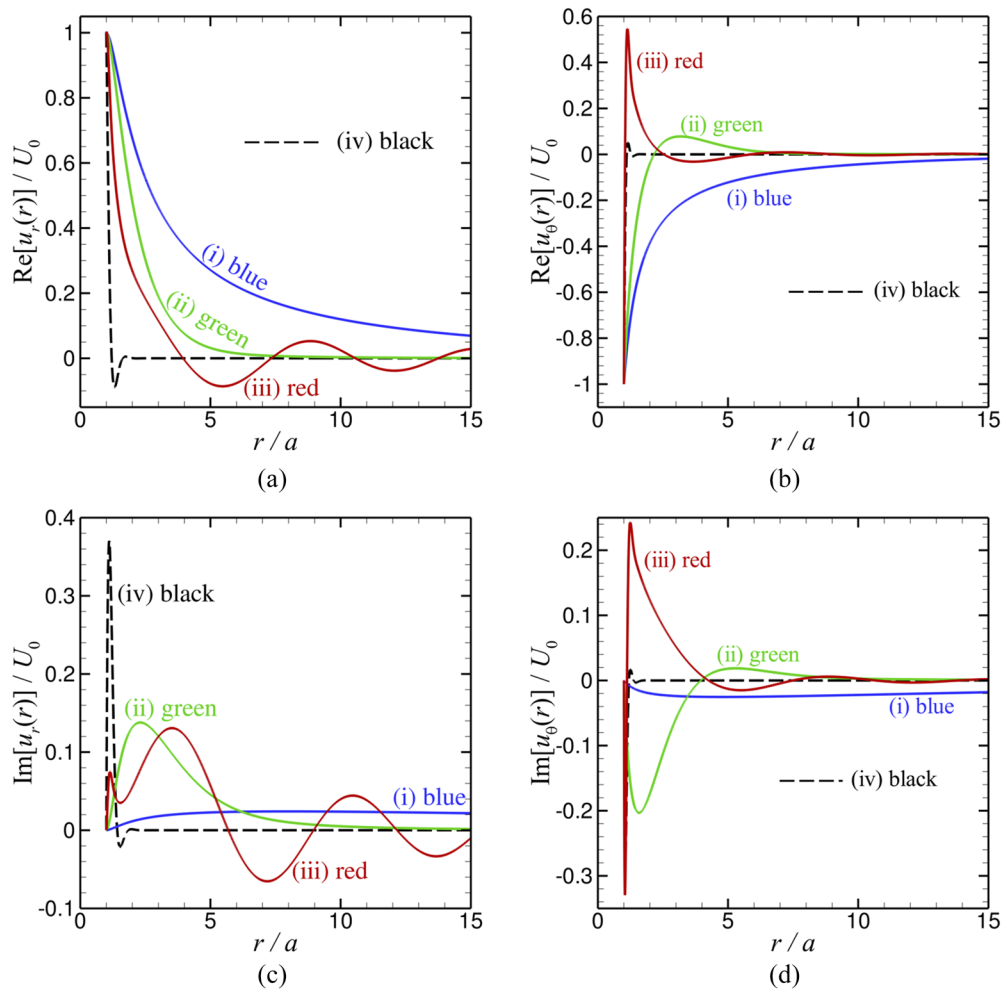 1
0.8
0.6
0.4
0.2
0
Re[u_r(r)] / U_0
(iv) black
(i) blue
(ii) green
(iii) red
0
5
10
15
r / a
(a)
0.6
0.4
0.2
0
-0.2
-0.4
-0.6
-0.8
-1
Re[u_θ(r)] / U_0
(iii) red
(ii) green
(i) blue
(iv) black
0
5
10
15
r / a
(b)
0.4
0.3
0.2
0.1
0
-0.1
Im[u_r(r)] / U_0
(iv) black
(ii) green
(i) blue
(iii) red
0
5
10
15
r / a
(c)
0.2
0.1
0
-0.1
-0.2
-0.3
Im[u_θ(r)] / U_0
(iii) red
(ii) green
(i) blue
(iv) black
0
5
10
15
r / a
(d)